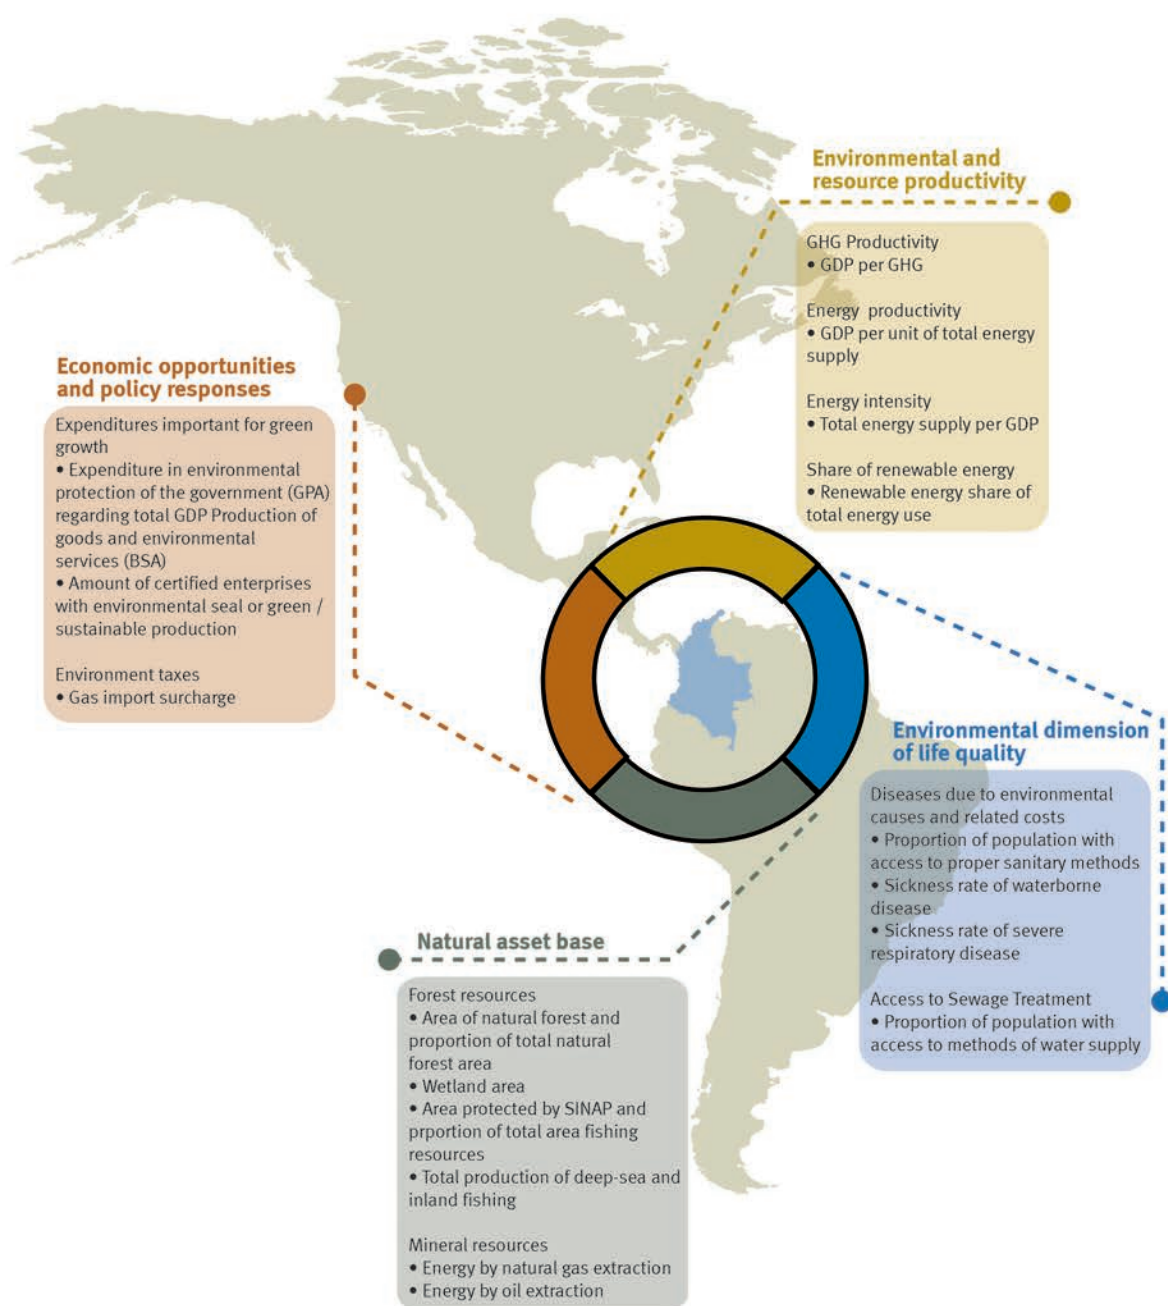 Environmental and
resource productivity
GHG Productivity
• GDP per GHG
Energy productivity
• GDP per unit of total energy
supply
Energy intensity
• Total energy supply per GDP
Share of renewable energy
• Renewable energy share of
total energy use
Economic opportunities
and policy responses
Expenditures important for green
growth
• Expenditure in environmental
protection of the government (GPA)
regarding total GDP Production of
goods and environmental
services (BSA)
• Amount of certified enterprises
with environmental seal or green /
sustainable production
Environment taxes
• Gas import surcharge
Environmental dimension
of life quality
Diseases due to environmental
causes and related costs
• Proportion of population with
access to proper sanitary methods
• Sickness rate of waterborne
disease
• Sickness rate of severe
respiratory disease
Access to Sewage Treatment
• Proportion of population with
access to methods of water supply
Natural asset base
Forest resources
• Area of natural forest and
proportion of total natural
forest area
• Wetland area
• Area protected by SINAP and
prportion of total area fishing
resources
• Total production of deep-sea and
inland fishing
Mineral resources
• Energy by natural gas extraction
• Energy by oil extraction